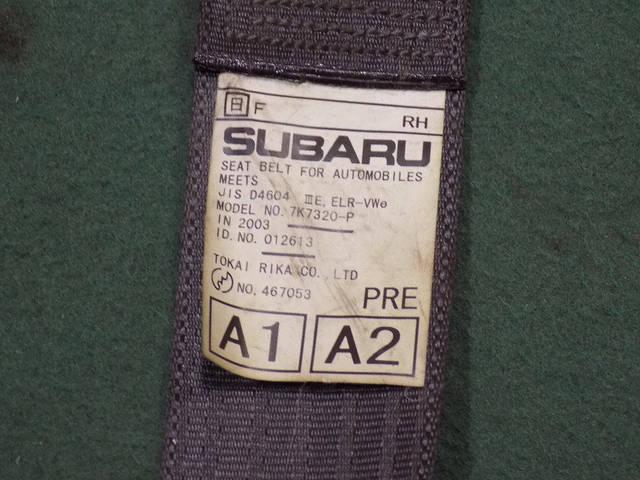 日 F
RH
SUBARU
SEAT BELT FOR AUTOMOBILES
MEETS
JIS D4604 ⅢE, ELR-VWe
MODEL NO. 7K7320-P
IN 2003
ID. NO. 012613
TOKAI RIKA CO., LTD
NO. 467053
PRE
A1 A2